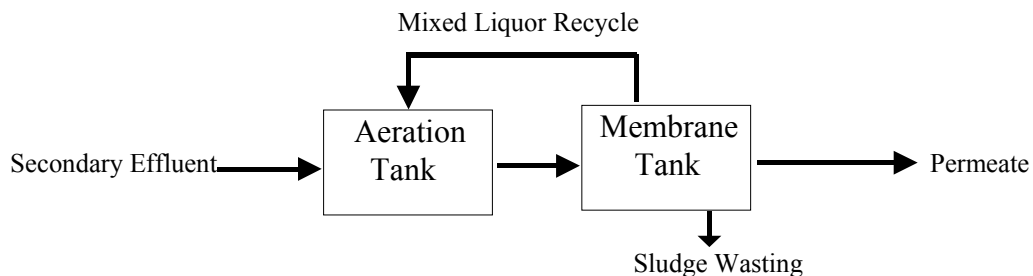 Mixed Liquor Recycle
Aeration
Tank
Membrane
Tank
Secondary Effluent
Permeate
Sludge Wasting